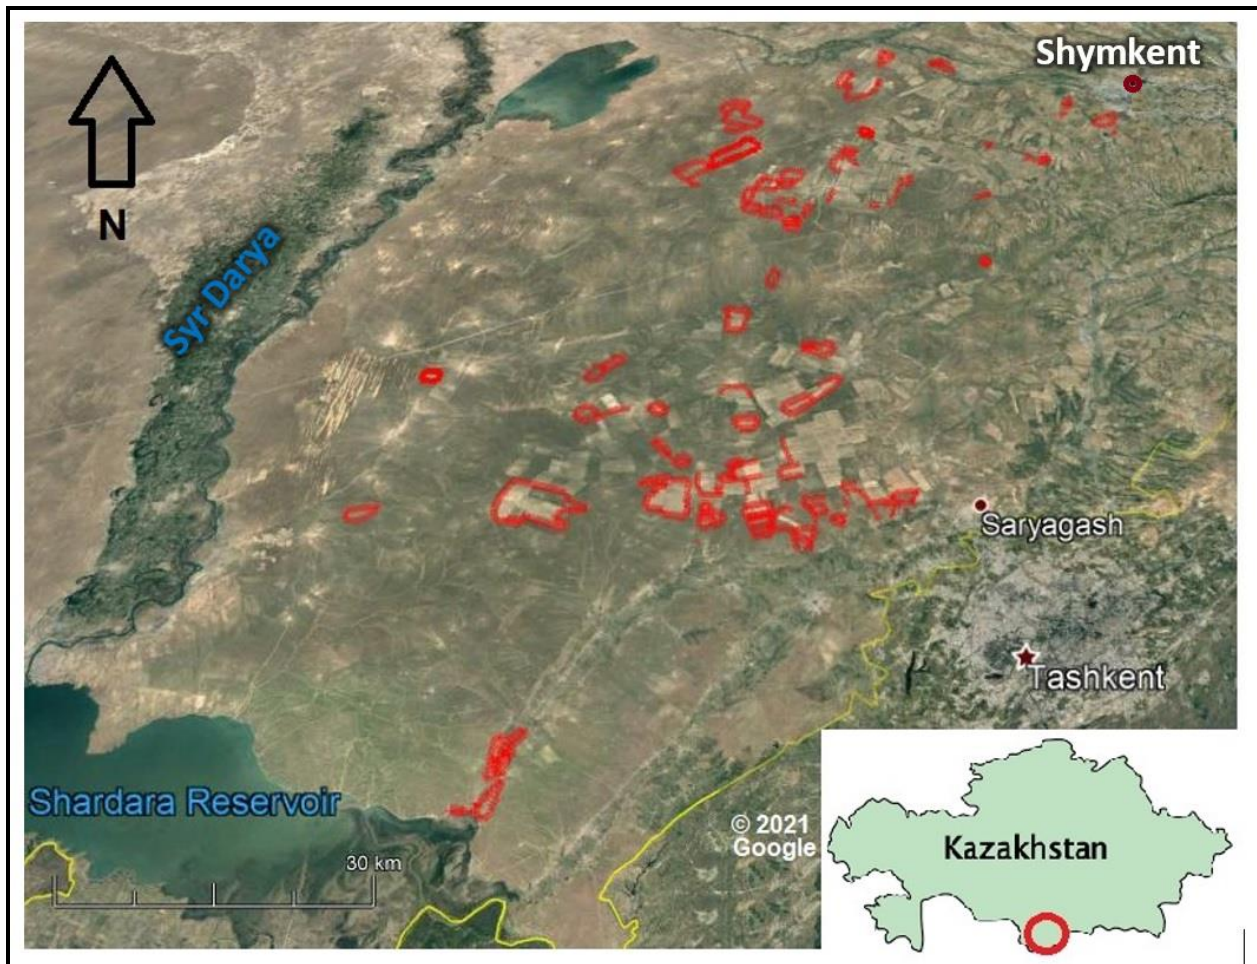 Shymkent
N
Syr Darya
Saryagash
Tashkent
Shardara Reservoir
30 km
© 2021
Google
Kazakhstan